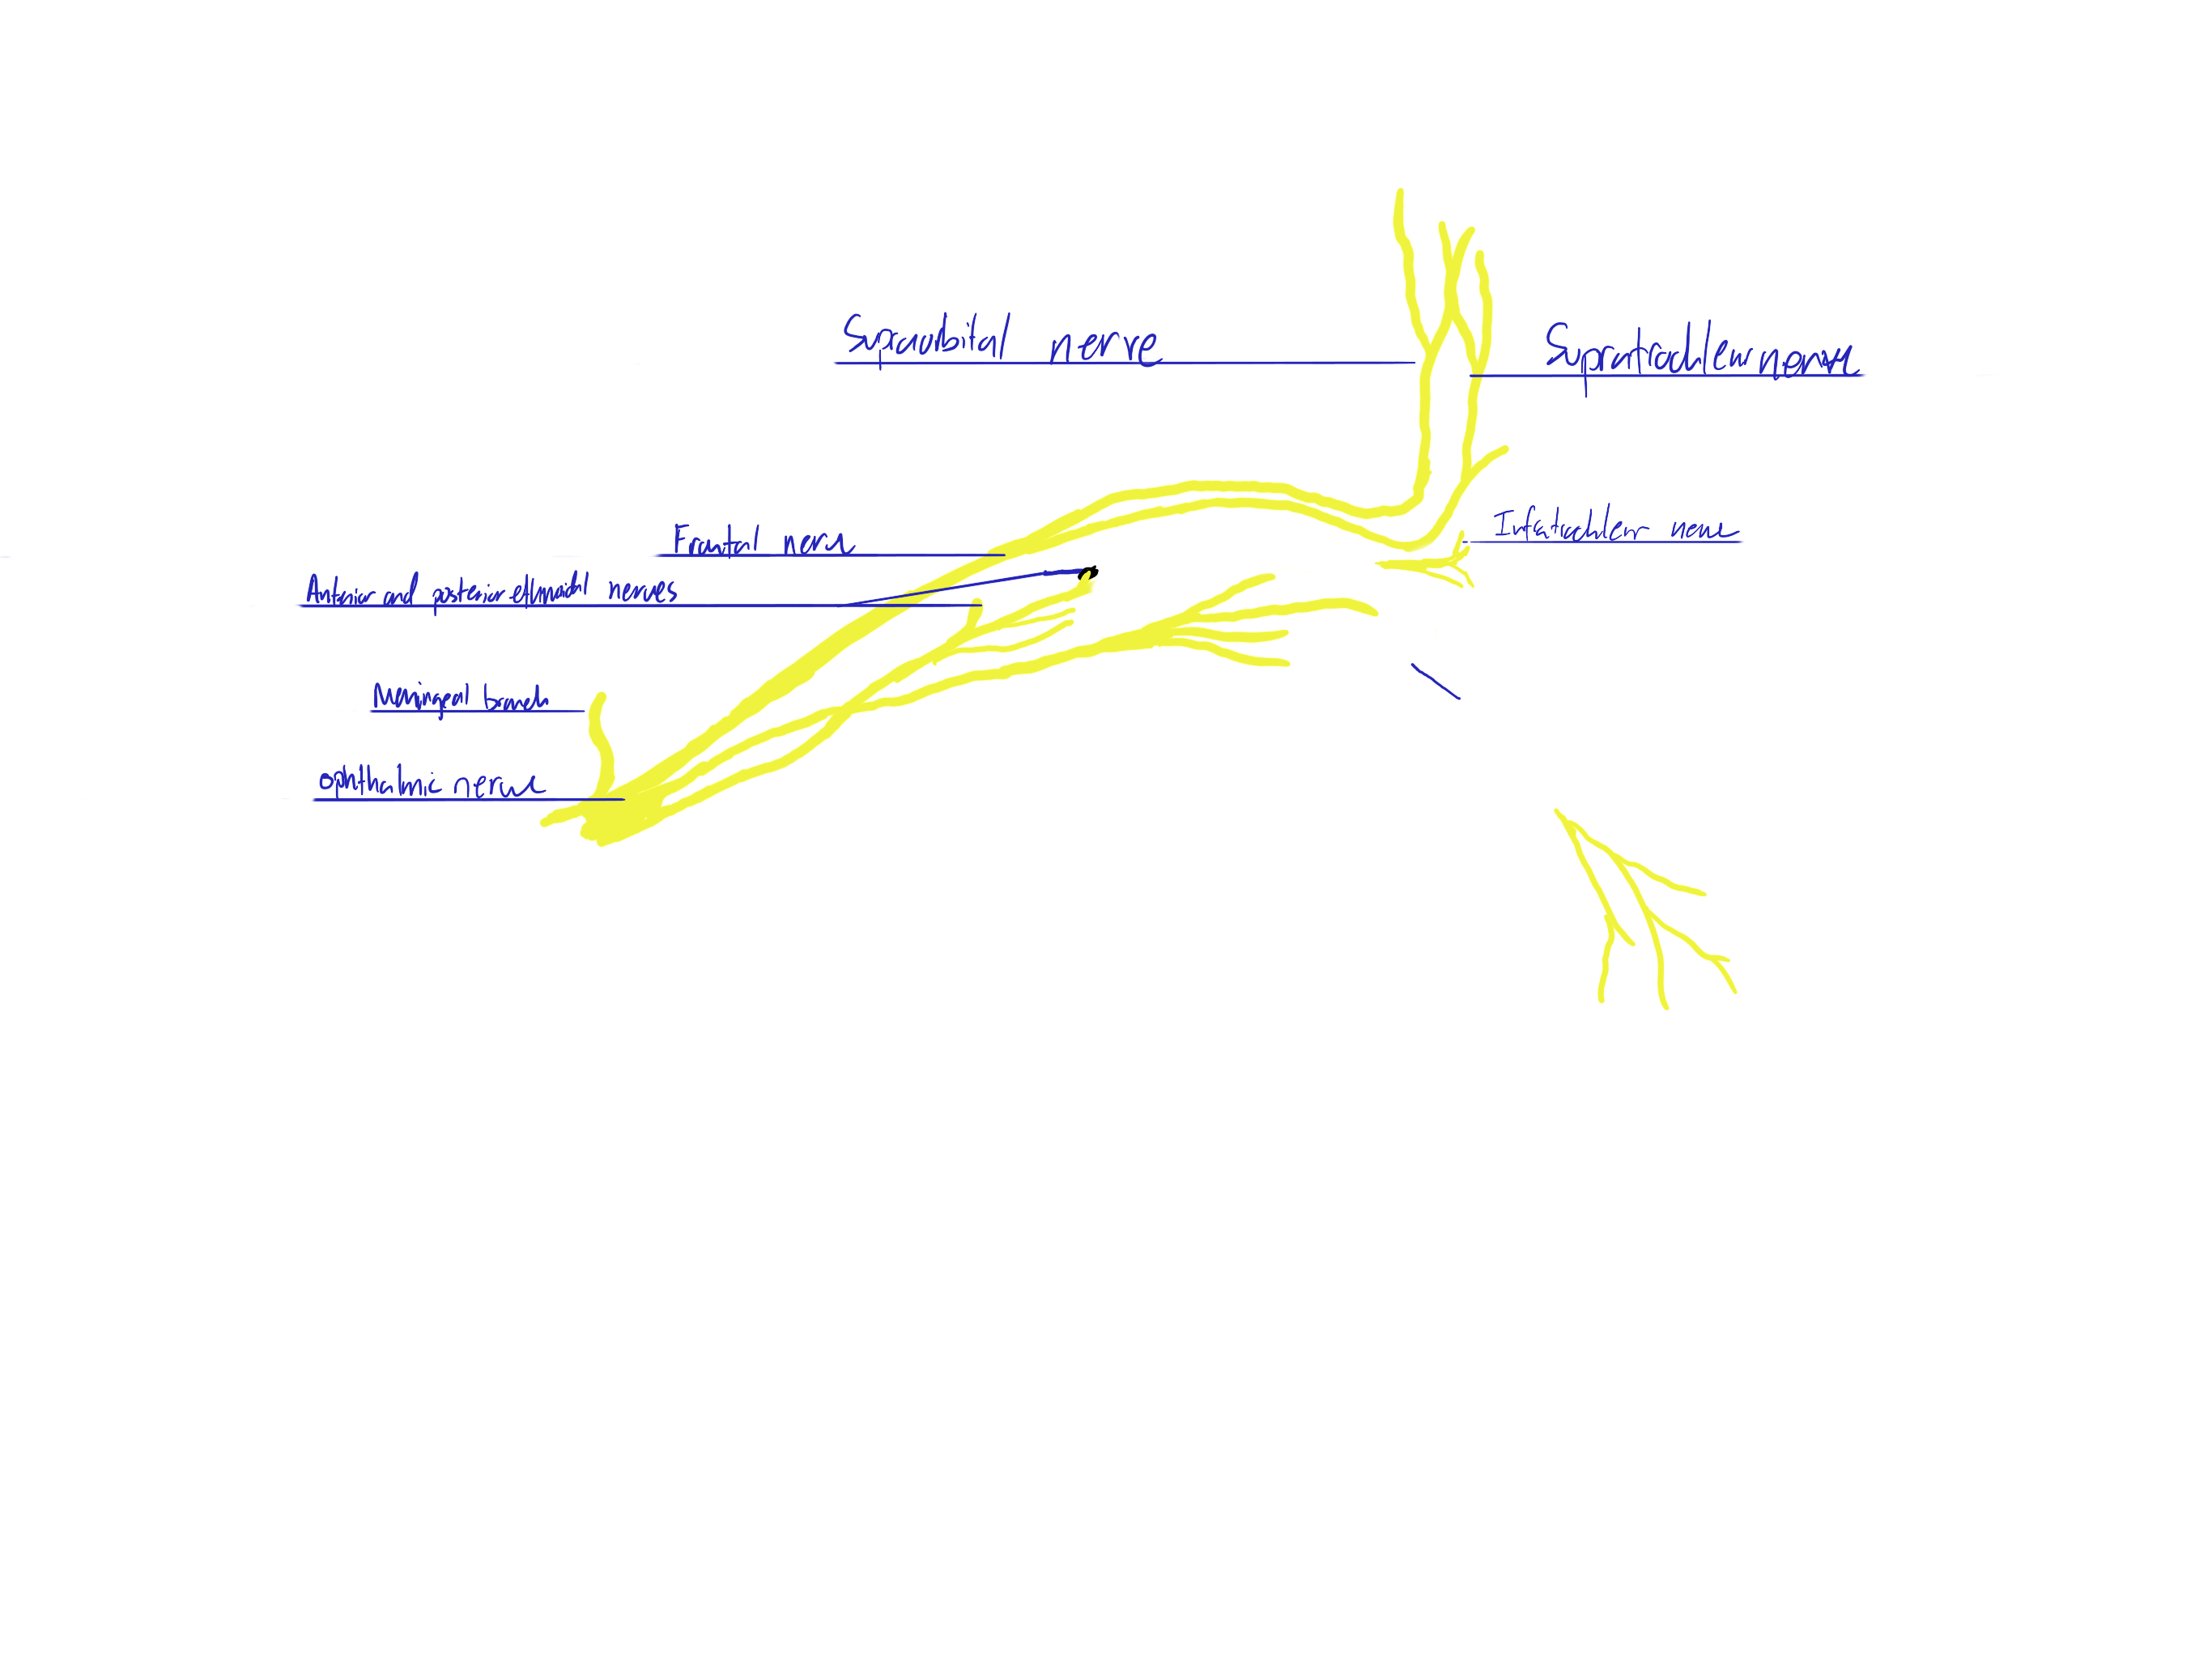 Supraorbital nerve
Supratrochlear nerve
Infratrochlear nerve
Frontal nerve
Anterior and posterior ethmoidal nerves
Meningeal branch
ophthalmic nerve